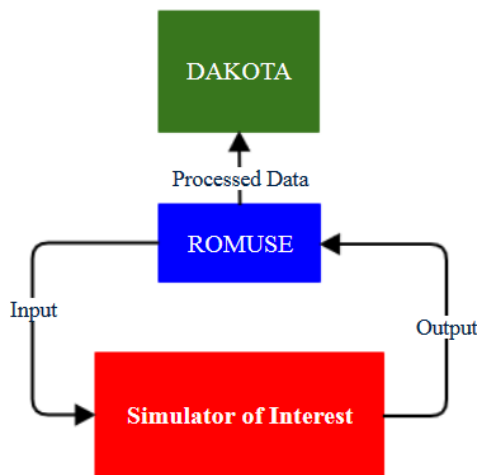 DAKOTA
Processed Data
ROMUSE
Input
Output
Simulator of Interest